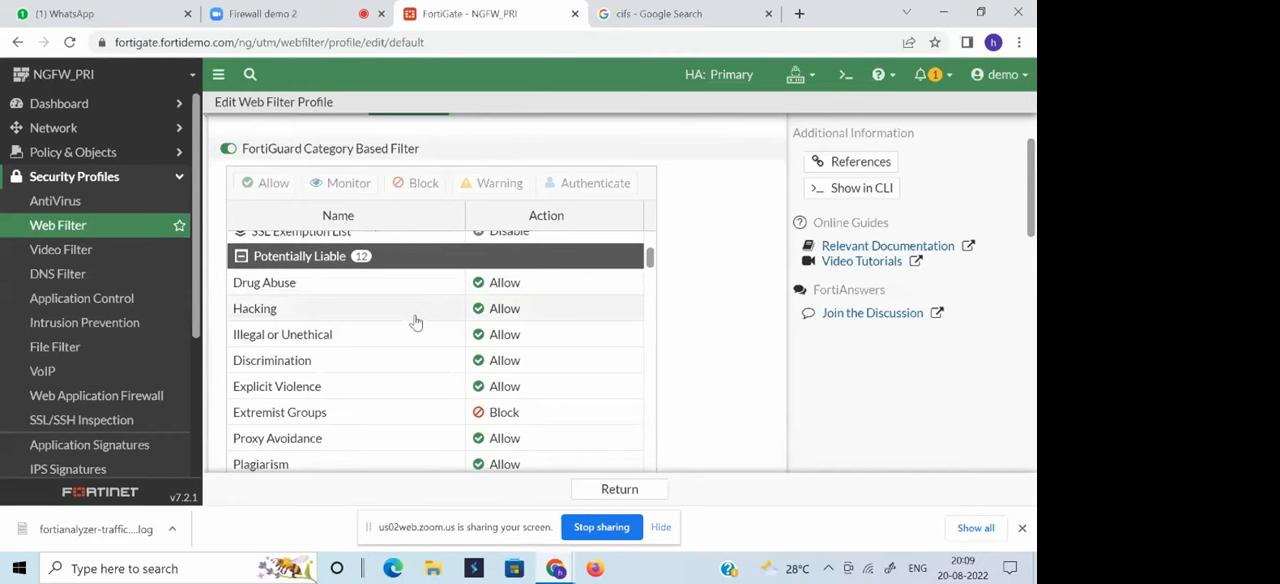 (1) WhatsApp
Firewall demo 2
FortiGate - NGFW_PRI
cifs - Google Search
fortigate.fortidemo.com/ng/utm/webfilter/profile/edit/default
h
NGFW_PRI
HA: Primary
1
demo
Dashboard
Network
Policy & Objects
Security Profiles
AntiVirus
Web Filter
Video Filter
DNS Filter
Application Control
Intrusion Prevention
File Filter
VoIP
Web Application Firewall
SSL/SSH Inspection
Application Signatures
IPS Signatures
FORTINET
v7.2.1
Edit Web Filter Profile
FortiGuard Category Based Filter
Allow Monitor Block Warning Authenticate
Name Action
SSL Exemption List Disable
Potentially Liable 12
Drug Abuse Allow
Hacking Allow
Illegal or Unethical Allow
Discrimination Allow
Explicit Violence Allow
Extremist Groups Block
Proxy Avoidance Allow
Plagiarism Allow
Return
Additional Information
References
Show in CLI
Online Guides
Relevant Documentation
Video Tutorials
FortiAnswers
Join the Discussion
fortianalyzer-traffic....log
us02web.zoom.us is sharing your screen.
Stop sharing
Hide
Show all
Type here to search
28°C
ENG
20:09
20-08-2022